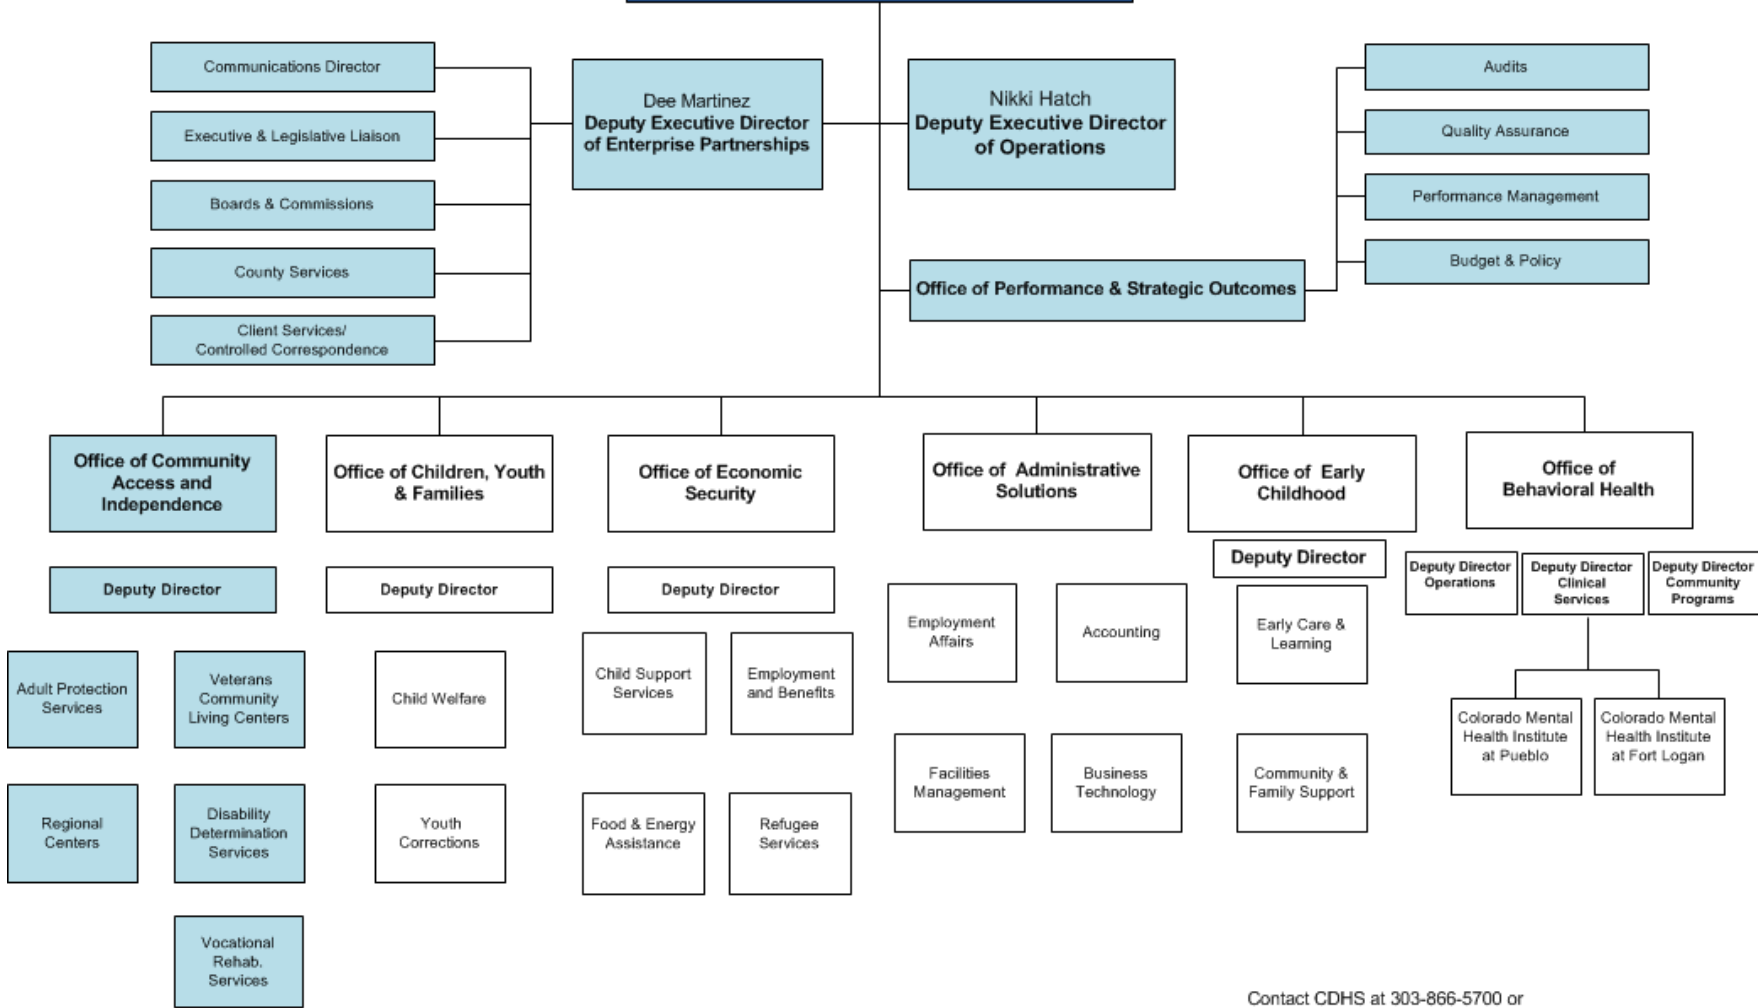 Communications Director
Executive & Legislative Liaison
Boards & Commissions
County Services
Client Services/
Controlled Correspondence
Dee Martinez
Deputy Executive Director
of Enterprise Partnerships
Nikki Hatch
Deputy Executive Director
of Operations
Audits
Quality Assurance
Performance Management
Budget & Policy
Office of Performance & Strategic Outcomes
Office of Community
Access and
Independence
Deputy Director
Adult Protection
Services
Veterans
Community
Living Centers
Regional
Centers
Disability
Determination
Services
Vocational
Rehab.
Services
Office of Children, Youth
& Families
Deputy Director
Child Welfare
Youth
Corrections
Office of Economic
Security
Deputy Director
Child Support
Services
Employment
and Benefits
Food & Energy
Assistance
Refugee
Services
Office of Administrative
Solutions
Employment
Affairs
Accounting
Facilities
Management
Business
Technology
Office of Early
Childhood
Deputy Director
Early Care &
Learning
Community &
Family Support
Office of
Behavioral Health
Deputy Director
Operations
Deputy Director
Clinical
Services
Deputy Director
Community
Programs
Colorado Mental
Health Institute
at Pueblo
Colorado Mental
Health Institute
at Fort Logan
Contact CDHS at 303-866-5700 or